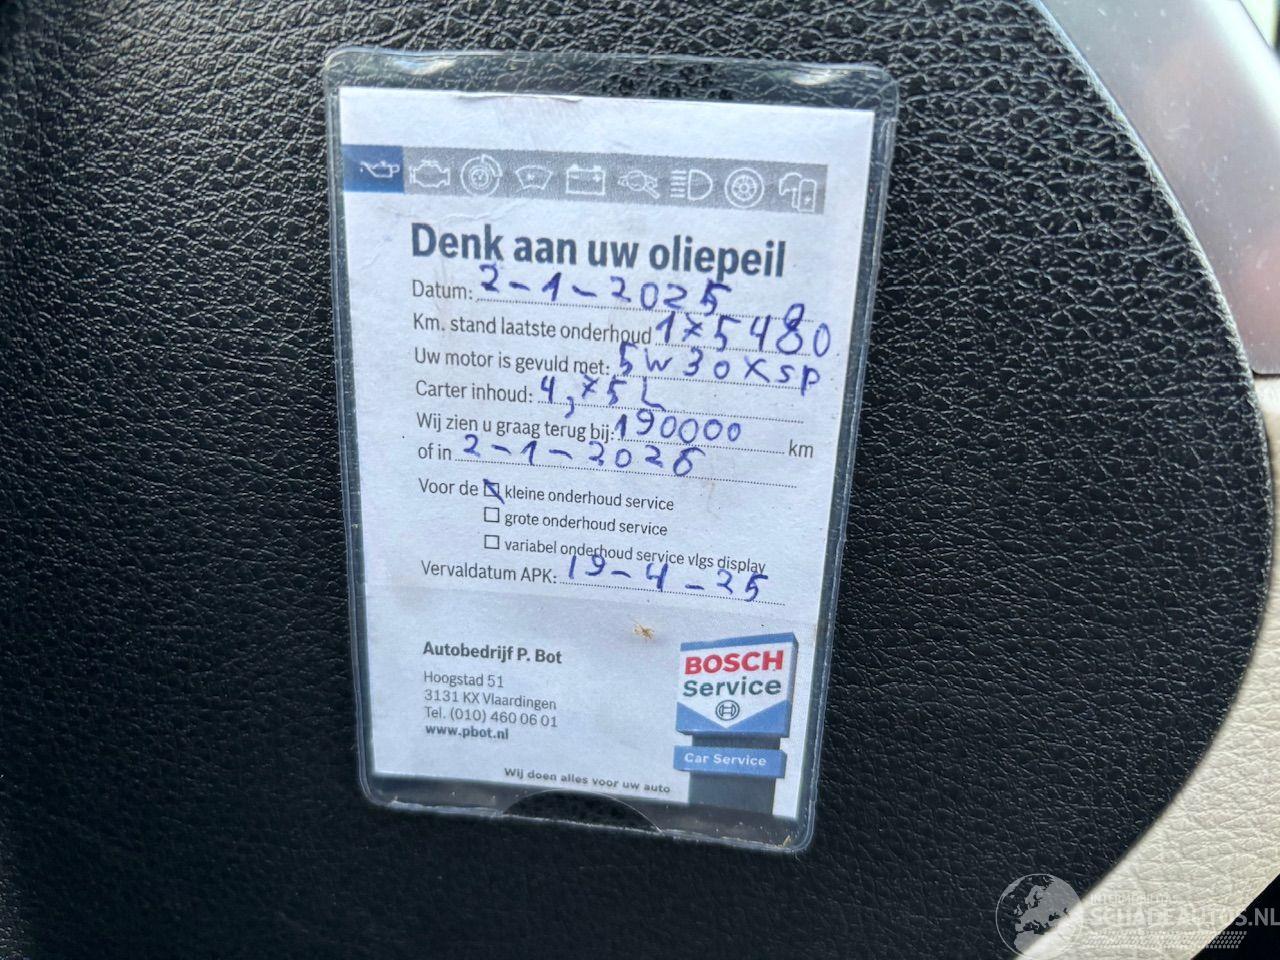 Denk aan uw oliepeil
Datum: 2-1-2025
Km. stand laatste onderhoud 175480
Uw motor is gevuld met: 5W30XSP
Carter inhoud: 4,75 L
Wij zien u graag terug bij: 190000 km
of in 2-1-2026
Voor de kleine onderhoud service
grote onderhoud service
variabel onderhoud service vlgs display
Vervaldatum APK: 19-4-25
Autobedrijf P. Bot
Hoogstad 51
3131 KX Vlaardingen
Tel. (010) 460 06 01
www.pbot.nl
BOSCH
Service
Car Service
Wij doen alles voor uw auto
SCHADEAUTOS.NL